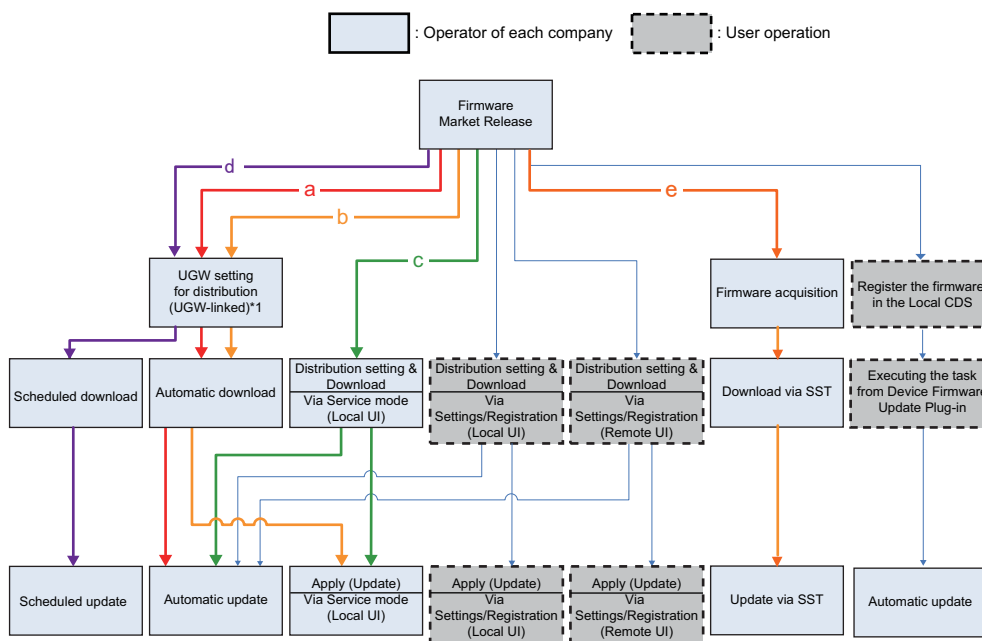 : Operator of each company
: User operation
Firmware
Market Release
d
a
b
c
e
UGW setting
for distribution
(UGW-linked)*1
Firmware acquisition
Register the firmware
in the Local CDS
Scheduled download
Automatic download
Distribution setting &
Download
Via Service mode
(Local UI)
Distribution setting &
Download
Via
Settings/Registration
(Local UI)
Distribution setting &
Download
Via
Settings/Registration
(Remote UI)
Download via SST
Executing the task
from Device Firmware
Update Plug-in
Scheduled update
Automatic update
Apply (Update)
Via Service mode
(Local UI)
Apply (Update)
Via
Settings/Registration
(Local UI)
Apply (Update)
Via
Settings/Registration
(Remote UI)
Update via SST
Automatic update